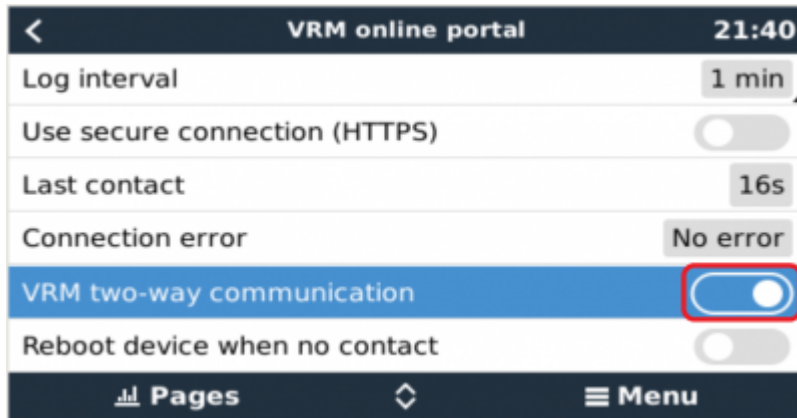 VRM online portal 21:40
Log interval 1 min
Use secure connection (HTTPS)
Last contact 16s
Connection error No error
VRM two-way communication
Reboot device when no contact
Pages Menu